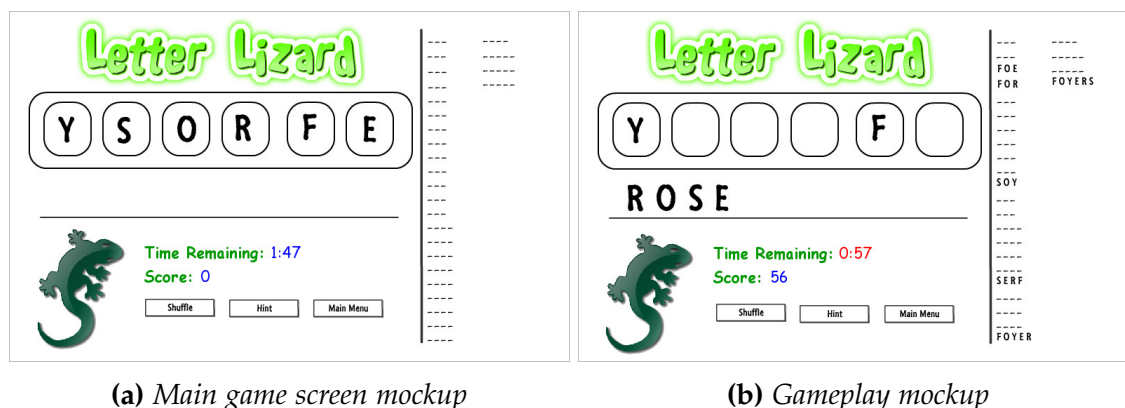 Letter Lizard
Y S O R F E
Time Remaining: 1:47
Score: 0
Shuffle Hint Main Menu
(a) Main game screen mockup
Letter Lizard
Y F
ROSE
Time Remaining: 0:57
Score: 56
Shuffle Hint Main Menu
FOE
FOR
SOY
SERF
FOYER
FOYERS
(b) Gameplay mockup